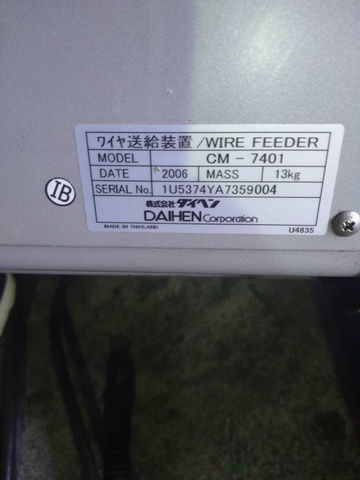 ワイヤ送給装置/WIRE FEEDER
MODEL CM-7401
DATE 2006 MASS 13kg
SERIAL No. 1U5374YA7359004
株式会社ダイヘン
DAIHEN Corporation
MADE IN THAILAND U4835
IB